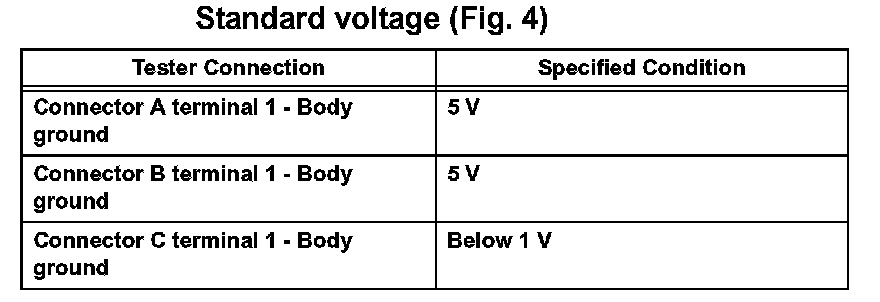 Standard voltage (Fig. 4)
Tester Connection
Specified Condition
Connector A terminal 1 - Body
ground
5 V
Connector B terminal 1 - Body
ground
5 V
Connector C terminal 1 - Body
ground
Below 1 V